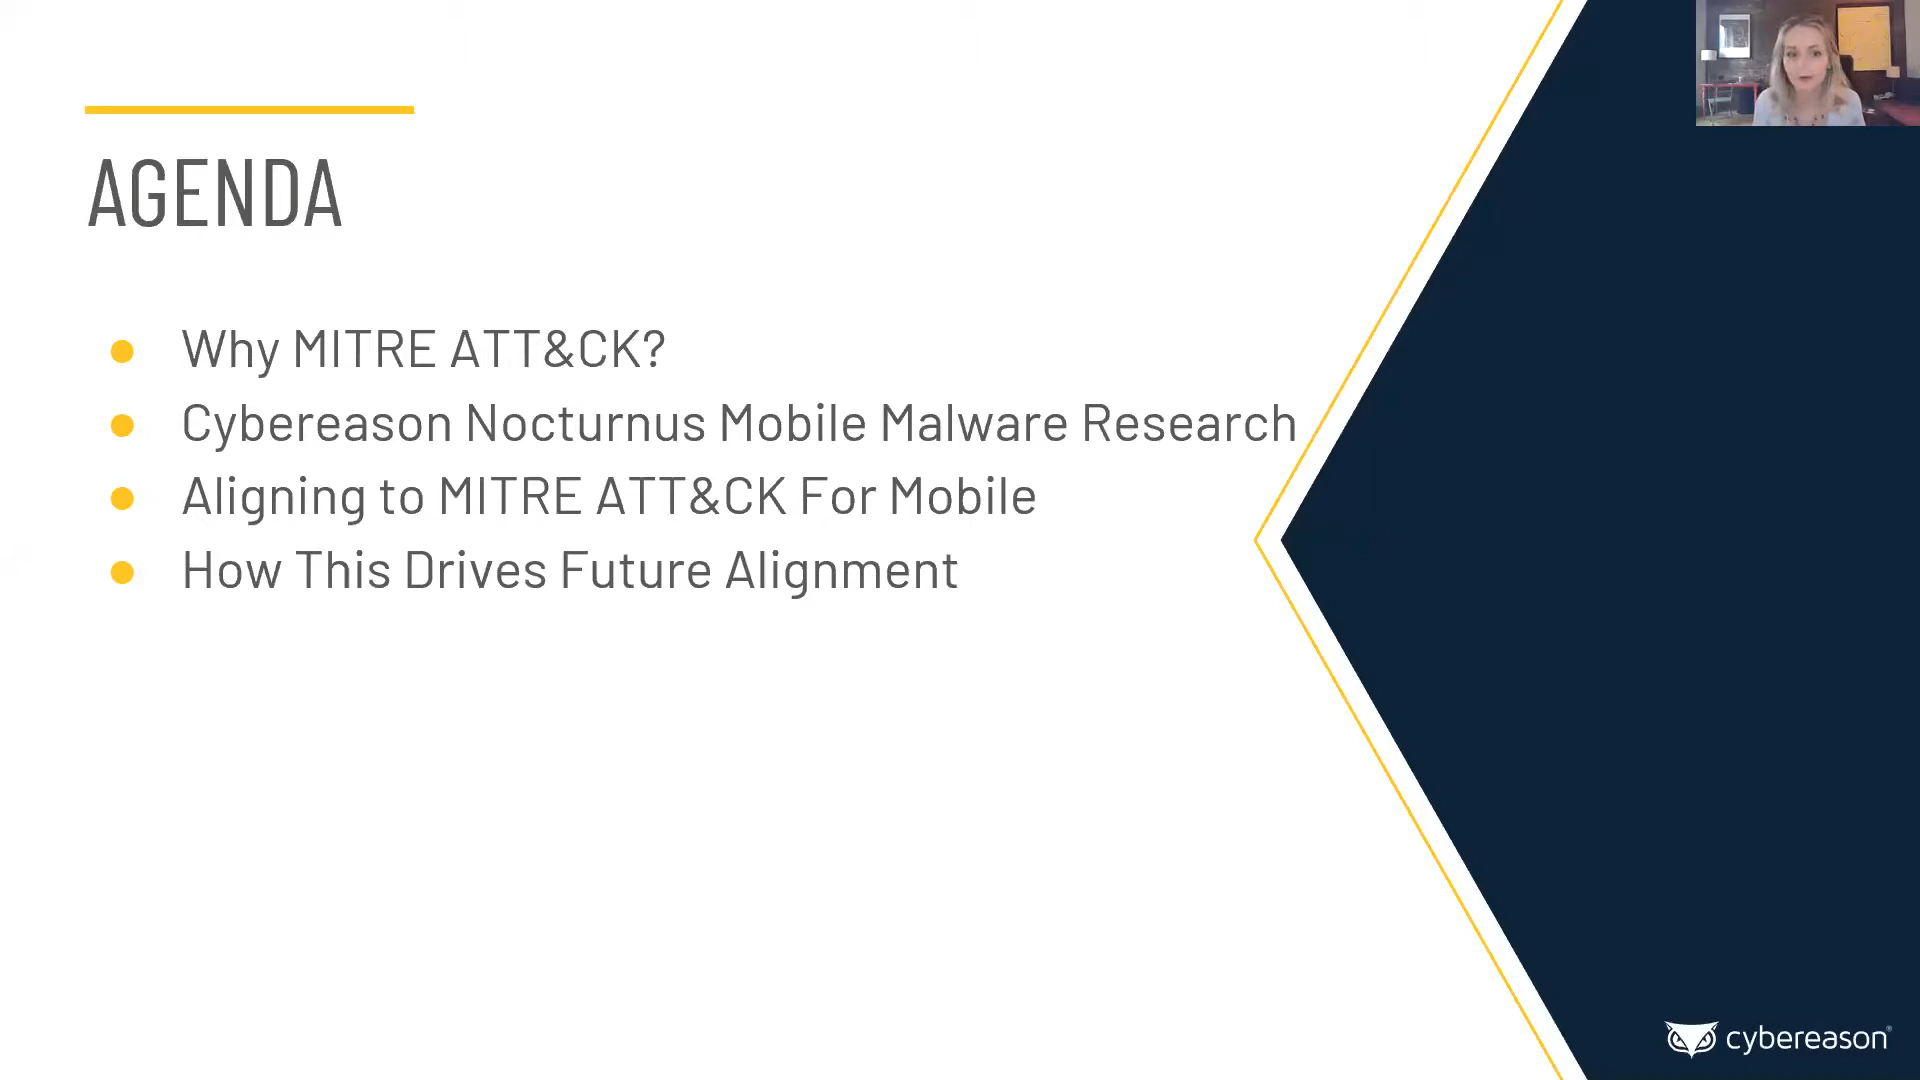 AGENDA
Why MITRE ATT&CK?
Cybereason Nocturnus Mobile Malware Research
Aligning to MITRE ATT&CK For Mobile
How This Drives Future Alignment
cybereason®